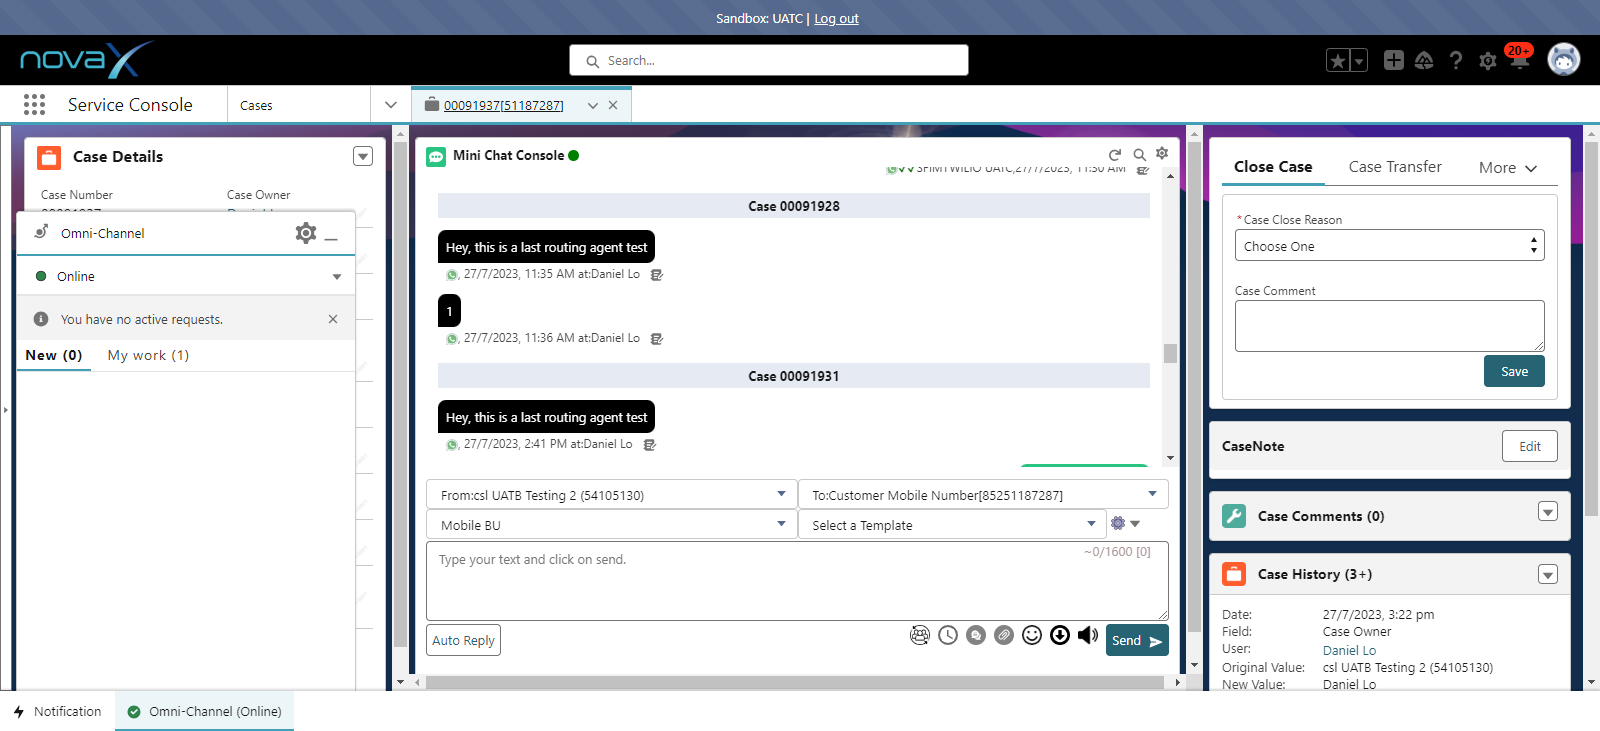 Sandbox: UATC | Log out
novaX
Search...
20+
Service Console
Cases
00091937[51187287]
Case Details
Case Number
Case Owner
Omni-Channel
Online
You have no active requests.
New (0)
My work (1)
Mini Chat Console
SFIMTWILIO UATC,27/7/2023, 11:30 AM
Case 00091928
Hey, this is a last routing agent test
, 27/7/2023, 11:35 AM at:Daniel Lo
1
, 27/7/2023, 11:36 AM at:Daniel Lo
Case 00091931
Hey, this is a last routing agent test
, 27/7/2023, 2:41 PM at:Daniel Lo
From:csl UATB Testing 2 (54105130)
To:Customer Mobile Number[85251187287]
Mobile BU
Select a Template
Type your text and click on send.
~0/1600 [0]
Auto Reply
Send
Close Case
Case Transfer
More
*Case Close Reason
Choose One
Case Comment
Save
CaseNote
Edit
Case Comments (0)
Case History (3+)
Date: 27/7/2023, 3:22 pm
Field: Case Owner
User: Daniel Lo
Original Value: csl UATB Testing 2 (54105130)
New Value: Daniel Lo
Notification
Omni-Channel (Online)